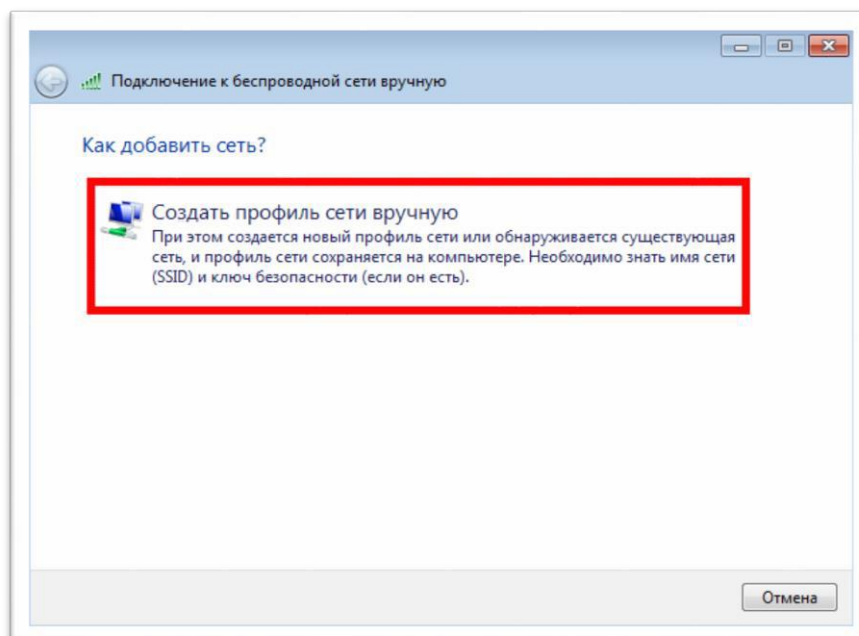 Подключение к беспроводной сети вручную
Как добавить сеть?
Создать профиль сети вручную
При этом создается новый профиль сети или обнаруживается существующая
сеть, и профиль сети сохраняется на компьютере. Необходимо знать имя сети
(SSID) и ключ безопасности (если он есть).
Отмена